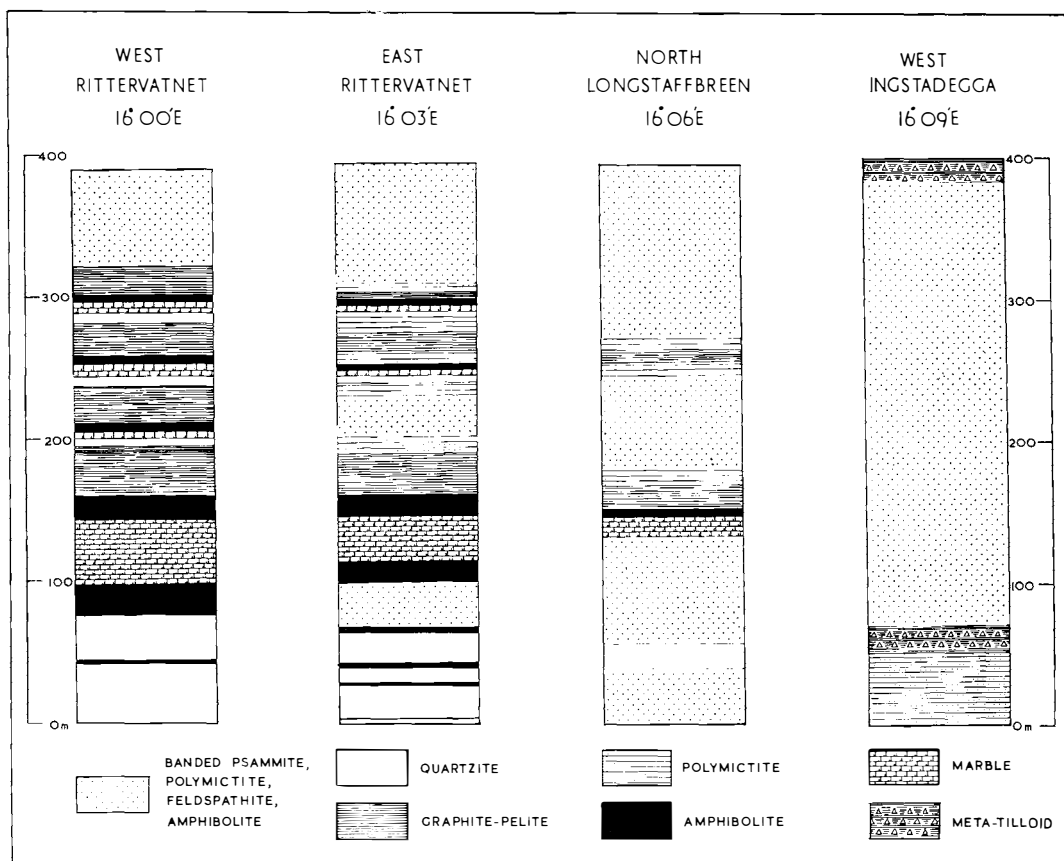 WEST
RITTERVATNET
16°00'E
EAST
RITTERVATNET
16°03'E
NORTH
LONGSTAFFBREEN
16°06'E
WEST
INGSTADEGGA
16°09'E
400
300
200
100
0m
400
300
200
100
0m
BANDED PSAMMITE,
POLYMICTITE,
FELDSPATHITE,
AMPHIBOLITE
QUARTZITE
GRAPHITE-PELITE
POLYMICTITE
AMPHIBOLITE
MARBLE
META-TILLOID